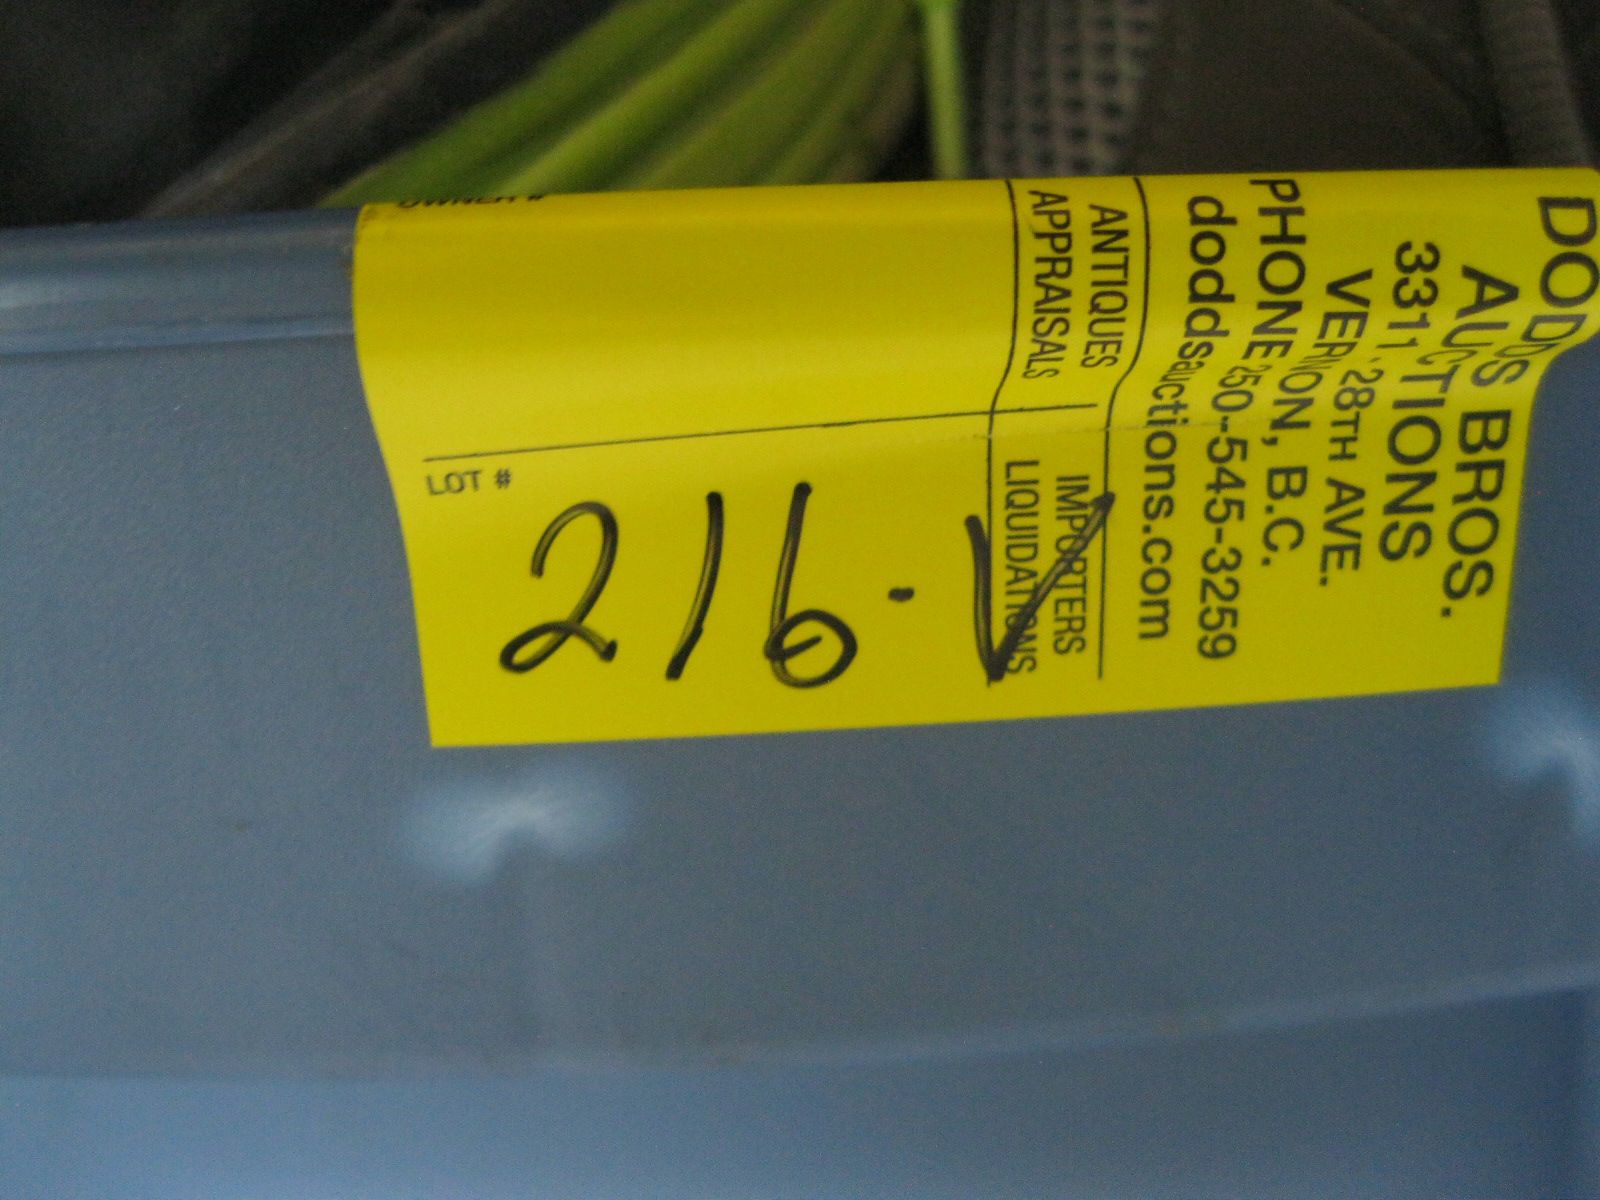 DODDS BROS.
AUCTIONS
3311 28TH AVE.
VERNON, B.C.
PHONE 250-545-3259
doddsauctions.com
ANTIQUES IMPORTERS
APPRAISALS LIQUIDATIONS
OWNER #
LOT #
216.V